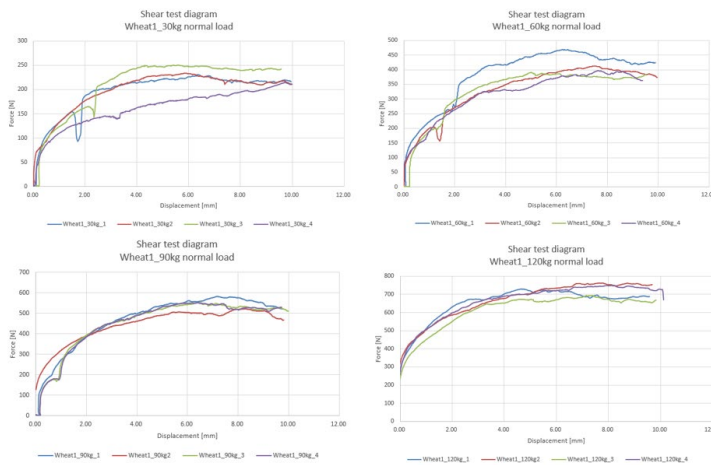 Shear test diagram
Wheat1_30kg normal load
300
250
200
150
100
50
0
Force [N]
0.00 2.00 4.00 6.00 8.00 10.00 12.00
Displacement [mm]
Wheat1_30kg_1 Wheat1_30kg2 Wheat1_30kg_3 Wheat1_30kg_4
Shear test diagram
Wheat1_60kg normal load
500
450
400
350
300
250
200
150
100
50
0
Force [N]
0.00 2.00 4.00 6.00 8.00 10.00 12.00
Displacement [mm]
Wheat1_60kg_1 Wheat1_60kg2 Wheat1_60kg_3 Wheat1_60kg_4
Shear test diagram
Wheat1_90kg normal load
700
600
500
400
300
200
100
0
Force [N]
0.00 2.00 4.00 6.00 8.00 10.00 12.00
Displacement [mm]
Wheat1_90kg_1 Wheat1_90kg2 Wheat1_90kg_3 Wheat1_90kg_4
Shear test diagram
Wheat1_120kg normal load
800
700
600
500
400
300
200
100
0
Force [N]
0.00 2.00 4.00 6.00 8.00 10.00
Displacement [mm]
Wheat1_120kg_1 Wheat1_120kg2 Wheat1_120kg_3 Wheat1_120kg_4